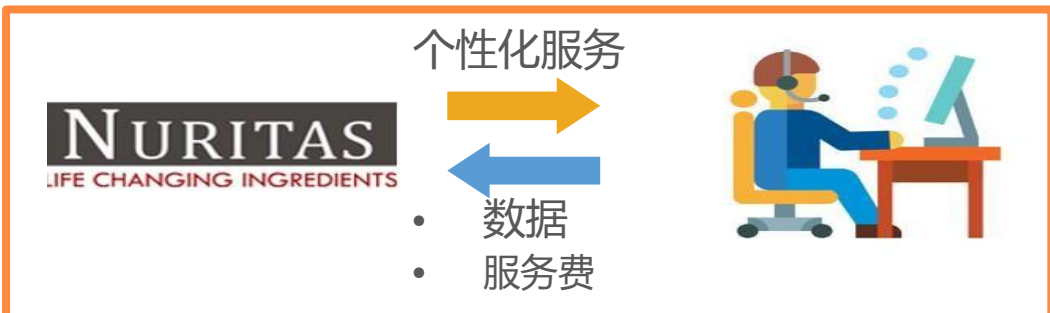 个性化服务
NURITAS
LIFE CHANGING INGREDIENTS
• 数据
• 服务费